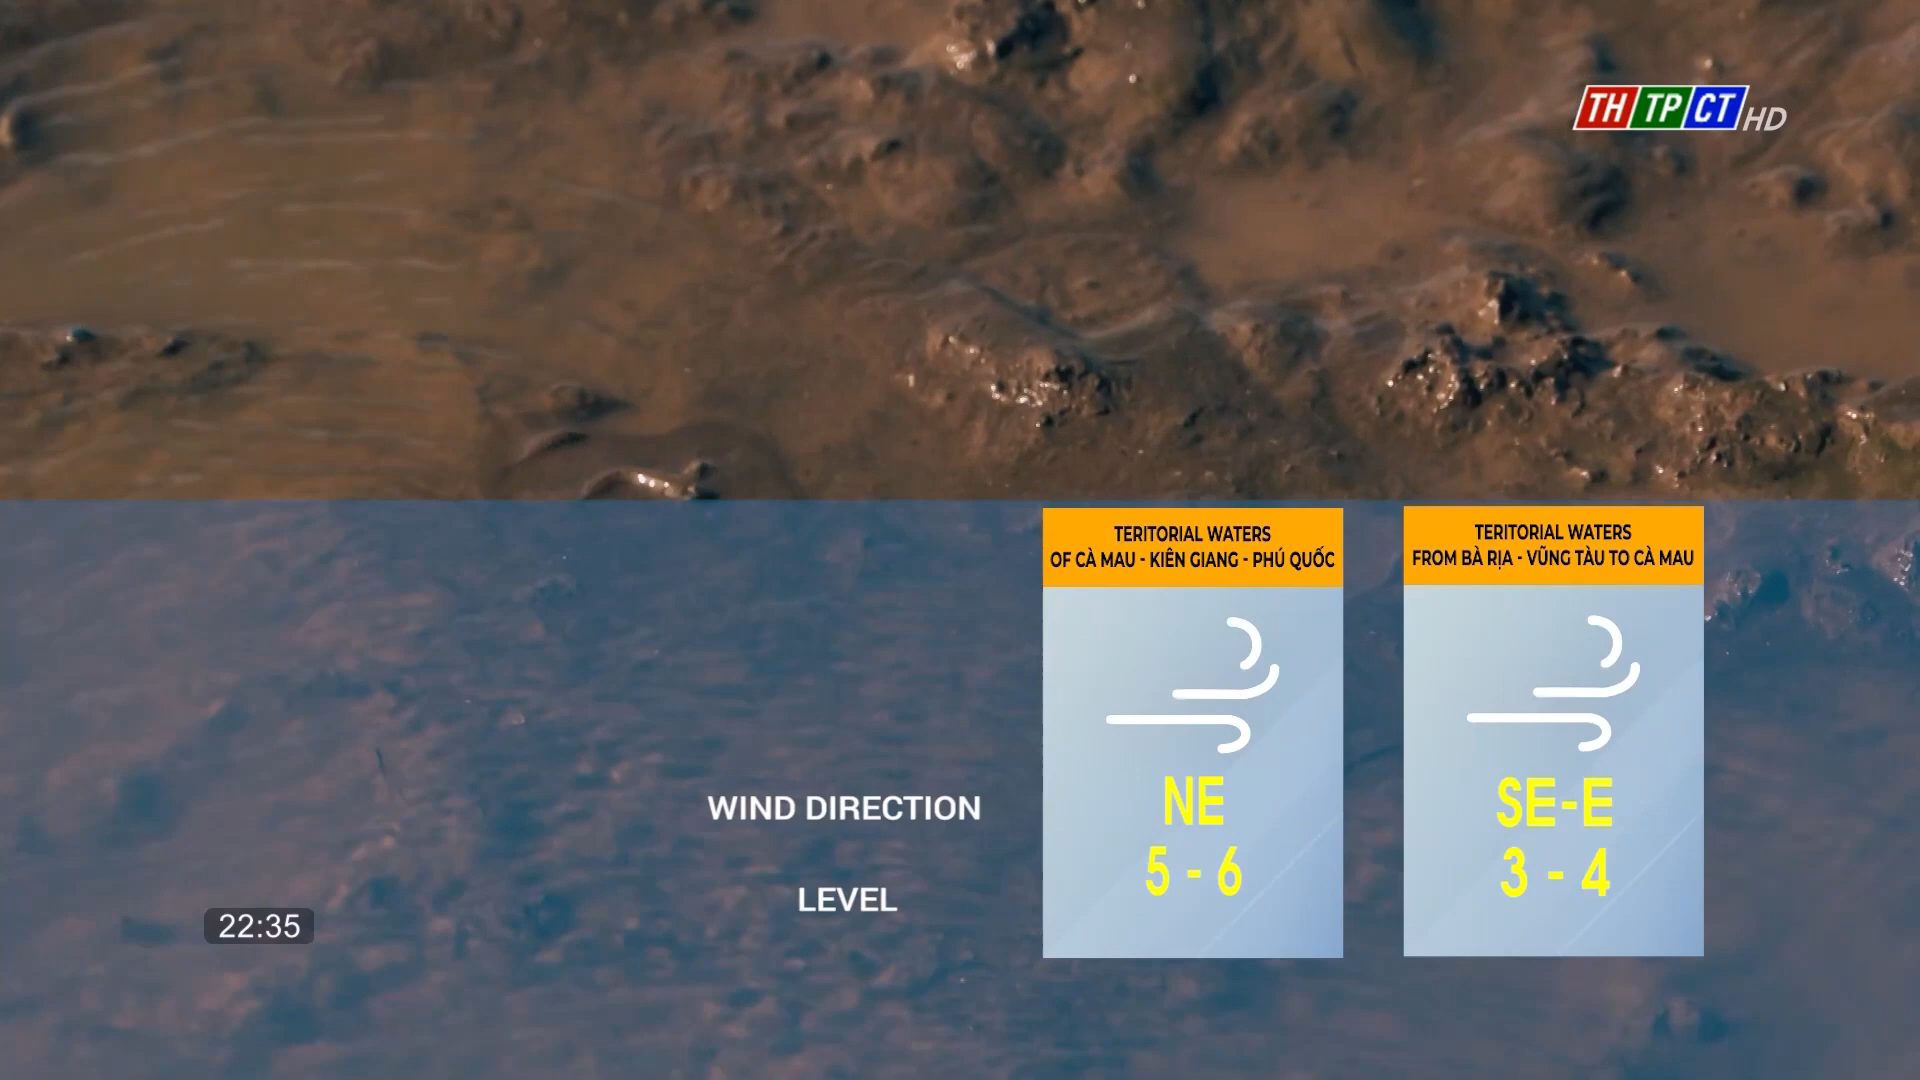 THTPCT HD
TERITORIAL WATERS
OF CÀ MAU - KIÊN GIANG - PHÚ QUỐC
TERITORIAL WATERS
FROM BÀ RỊA - VŨNG TÀU TO CÀ MAU
WIND DIRECTION
NE
SE-E
LEVEL
5 - 6
3 - 4
22:35